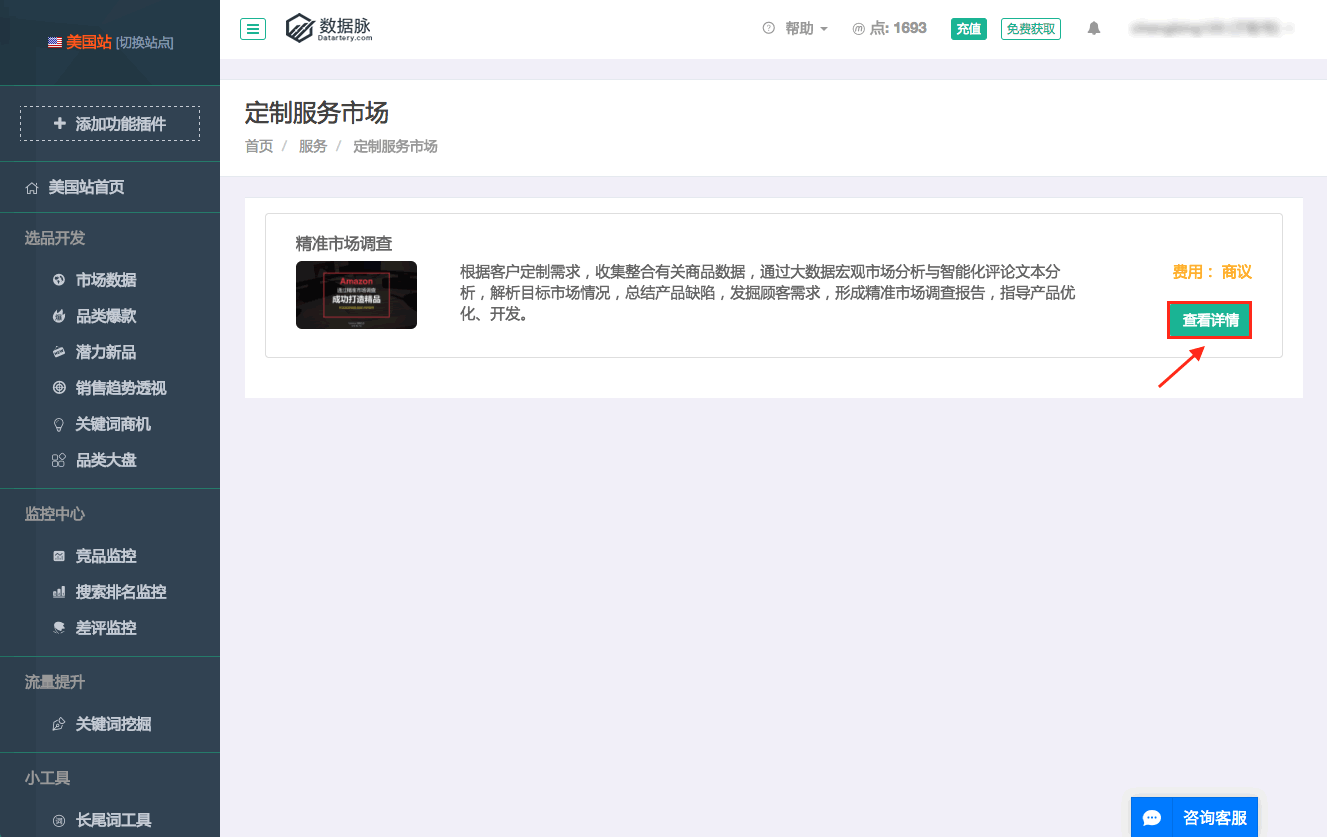 美国站 [切换站点]
添加功能插件
美国站首页
选品开发
市场数据
品类爆款
潜力新品
销售趋势透视
关键词商机
品类大盘
监控中心
竞品监控
搜索排名监控
差评监控
流量提升
关键词挖掘
小工具
长尾词工具
数据脉
Datartery.com
帮助
点: 1693
充值
免费获取
定制服务市场
首页 / 服务 / 定制服务市场
精准市场调查
Amazon
通过精准市场调查
成功打造精品
根据客户定制需求，收集整合有关商品数据，通过大数据宏观市场分析与智能化评论文本分
析，解析目标市场情况，总结产品缺陷，发掘顾客需求，形成精准市场调查报告，指导产品优
化、开发。
费用： 商议
查看详情
咨询客服